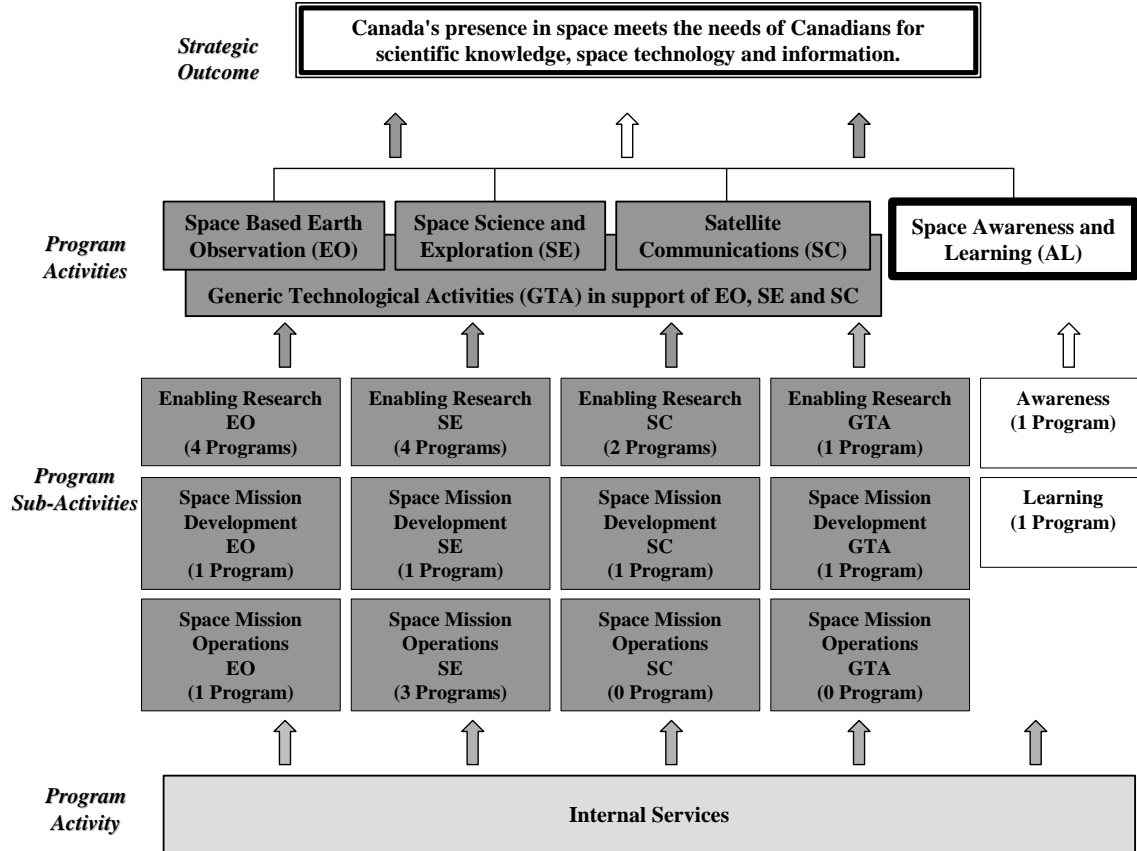 Strategic
Outcome
Canada's presence in space meets the needs of Canadians for
scientific knowledge, space technology and information.
Program
Activities
Space Based Earth
Observation (EO)
Space Science and
Exploration (SE)
Satellite
Communications (SC)
Space Awareness and
Learning (AL)
Generic Technological Activities (GTA) in support of EO, SE and SC
Program
Sub-Activities
Enabling Research
EO
(4 Programs)
Enabling Research
SE
(4 Programs)
Enabling Research
SC
(2 Programs)
Enabling Research
GTA
(1 Program)
Awareness
(1 Program)
Space Mission
Development
EO
(1 Program)
Space Mission
Development
SE
(1 Program)
Space Mission
Development
SC
(1 Program)
Space Mission
Development
GTA
(1 Program)
Learning
(1 Program)
Space Mission
Operations
EO
(1 Program)
Space Mission
Operations
SE
(3 Programs)
Space Mission
Operations
SC
(0 Program)
Space Mission
Operations
GTA
(0 Program)
Program
Activity
Internal Services